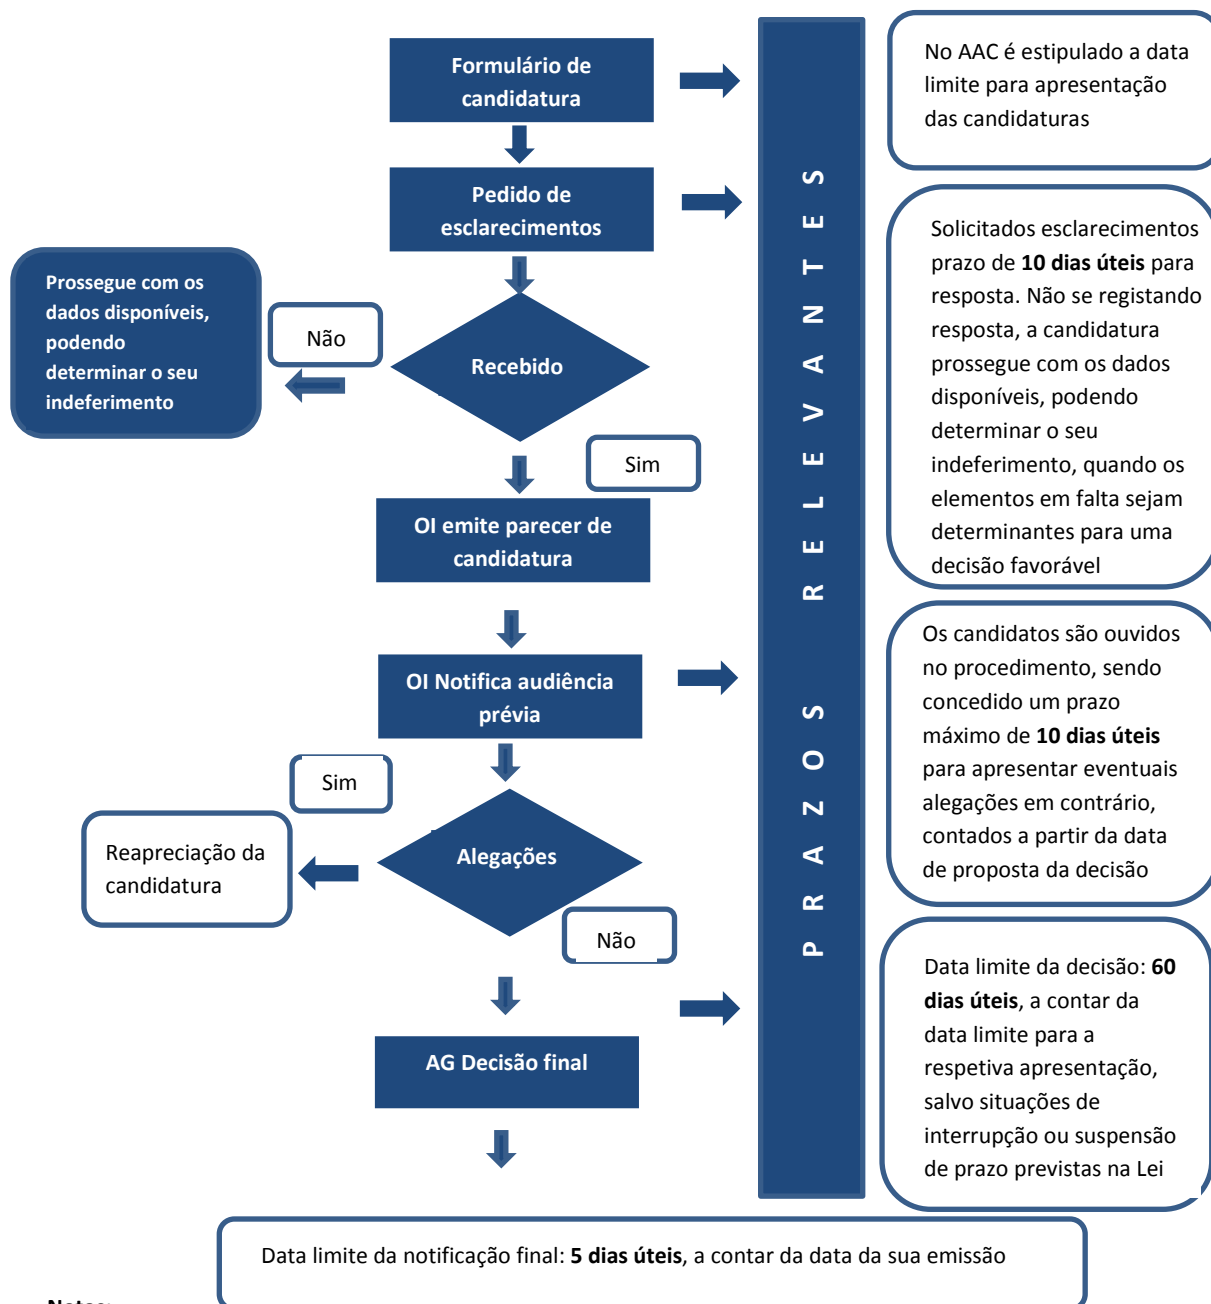 Formulário de
candidatura
No AAC é estipulado a data
limite para apresentação
das candidaturas
Pedido de
esclarecimentos
Solicitados esclarecimentos
prazo de 10 dias úteis para
resposta. Não se registando
resposta, a candidatura
prossegue com os dados
disponíveis, podendo
determinar o seu
indeferimento, quando os
elementos em falta sejam
determinantes para uma
decisão favorável
Prossegue com os
dados disponíveis,
podendo
determinar o seu
indeferimento
Não
Recebido
Sim
OI emite parecer de
candidatura
OI Notifica audiência
prévia
Os candidatos são ouvidos
no procedimento, sendo
concedido um prazo
máximo de 10 dias úteis
para apresentar eventuais
alegações em contrário,
contados a partir da data
de proposta da decisão
Sim
Reapreciação da
candidatura
Alegações
Não
AG Decisão final
Data limite da decisão: 60
dias úteis, a contar da
data limite para a
respetiva apresentação,
salvo situações de
interrupção ou suspensão
de prazo previstas na Lei
PRAZOS RELEVANTES
Data limite da notificação final: 5 dias úteis, a contar da data da sua emissão
Notas: